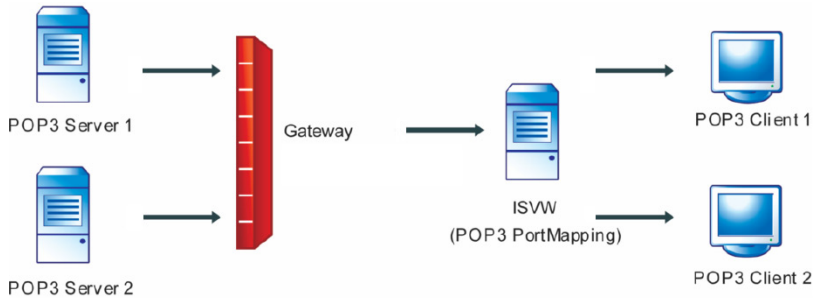 POP3 Server 1
Gateway
POP3 Client 1
ISVW
(POP3 PortMapping)
POP3 Server 2
POP3 Client 2